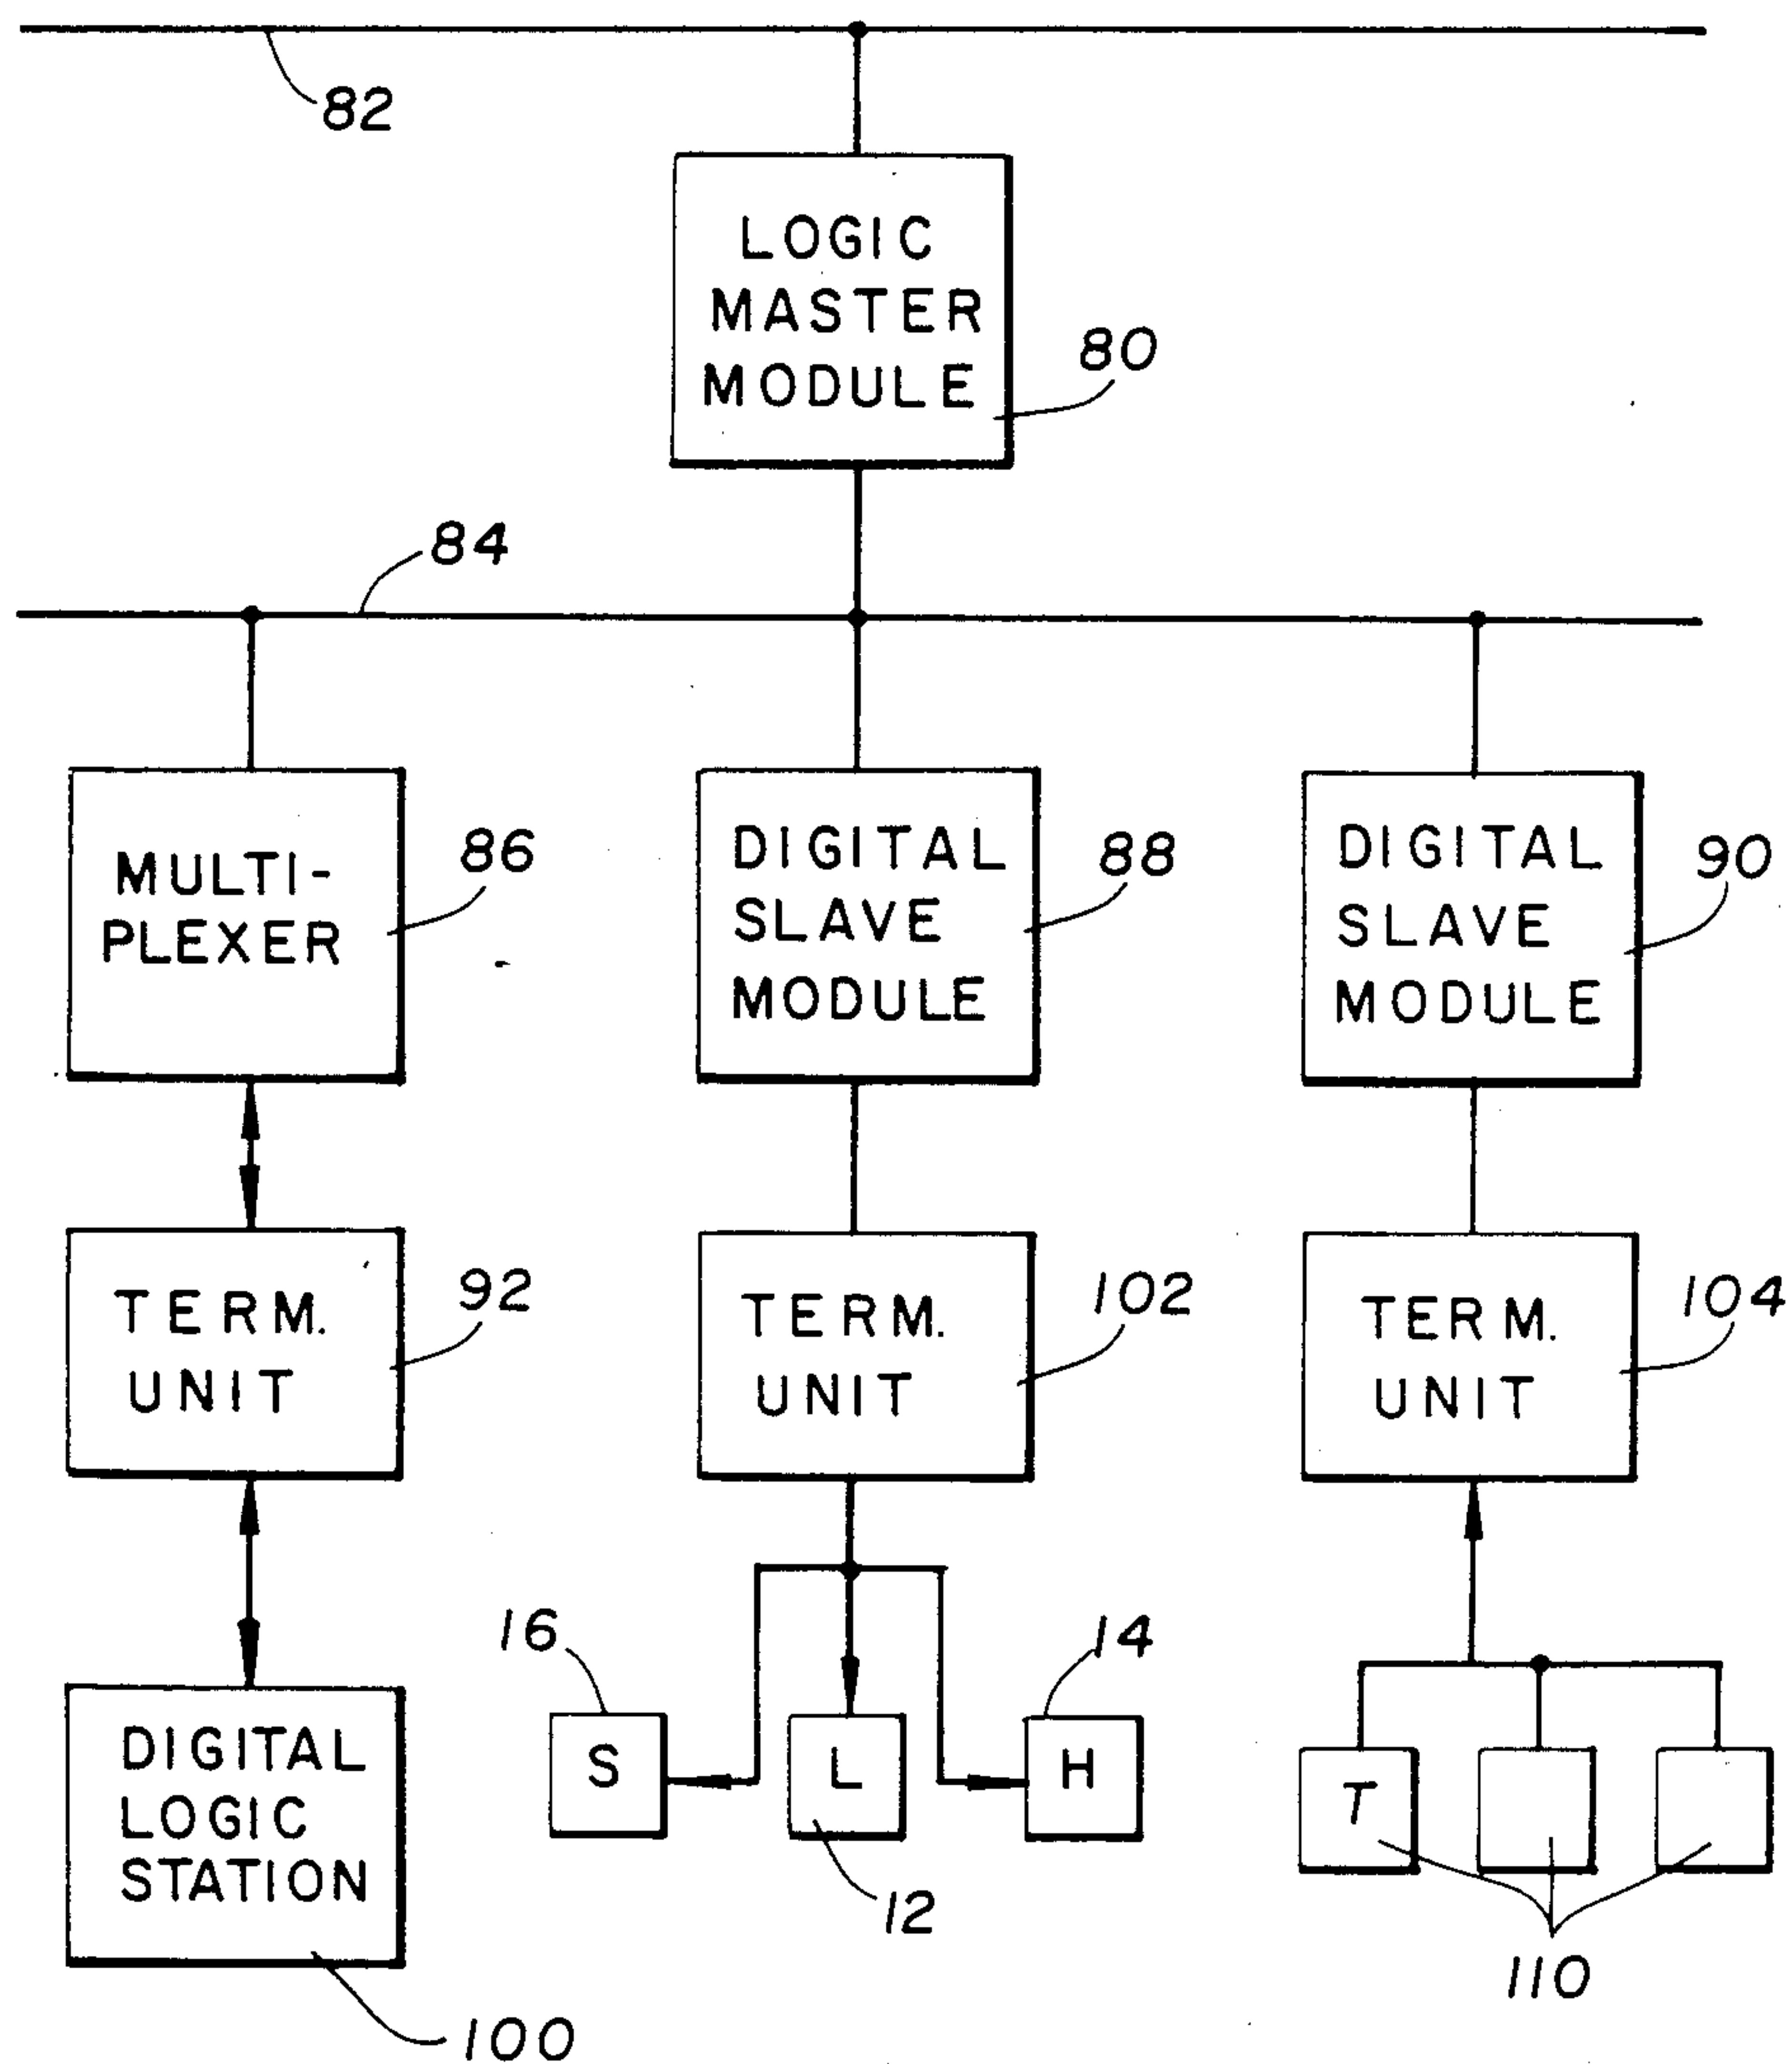 82
LOGIC
MASTER
MODULE
80
84
MULTI-
PLEXER
86
DIGITAL
SLAVE
MODULE
88
DIGITAL
SLAVE
MODULE
90
TERM.
UNIT
92
TERM.
UNIT
102
TERM.
UNIT
104
16
14
S
L
H
T
12
110
DIGITAL
LOGIC
STATION
100